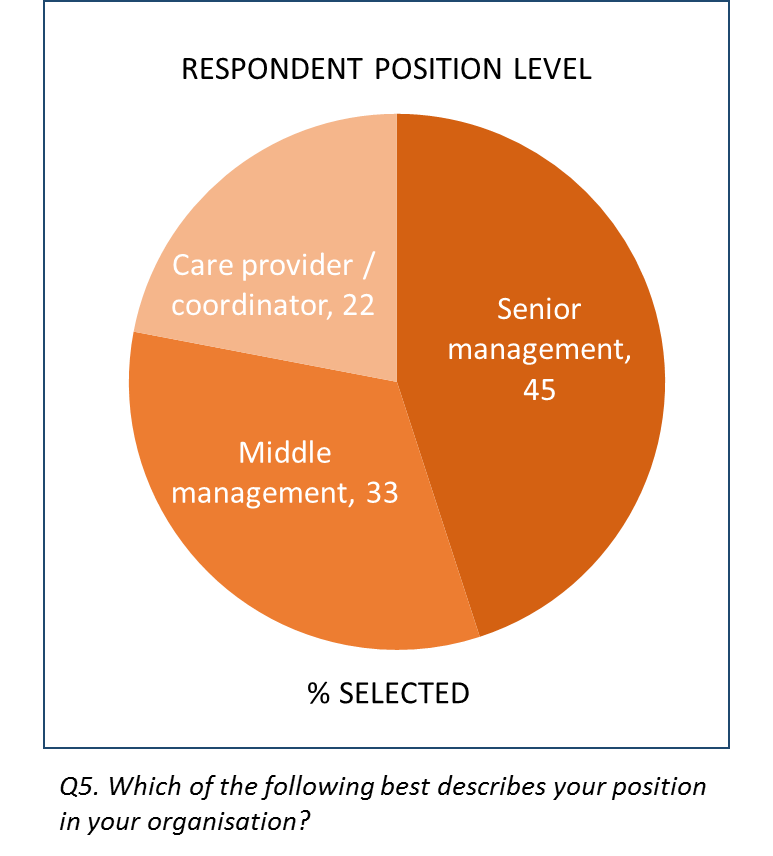 RESPONDENT POSITION LEVEL
Care provider /
coordinator, 22
Senior
management,
45
Middle
management, 33
% SELECTED
Q5. Which of the following best describes your position
in your organisation?